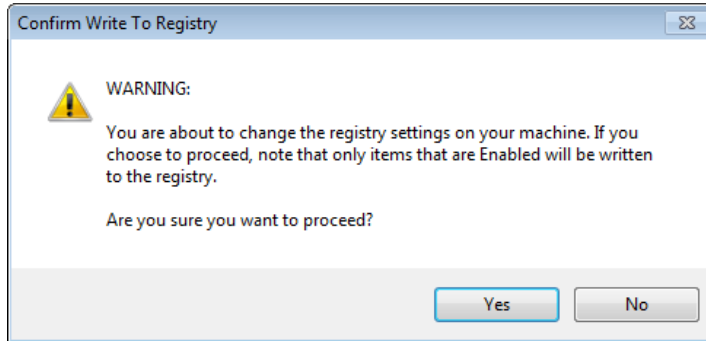 Confirm Write To Registry
WARNING:
You are about to change the registry settings on your machine. If you
choose to proceed, note that only items that are Enabled will be written
to the registry.
Are you sure you want to proceed?
Yes
No